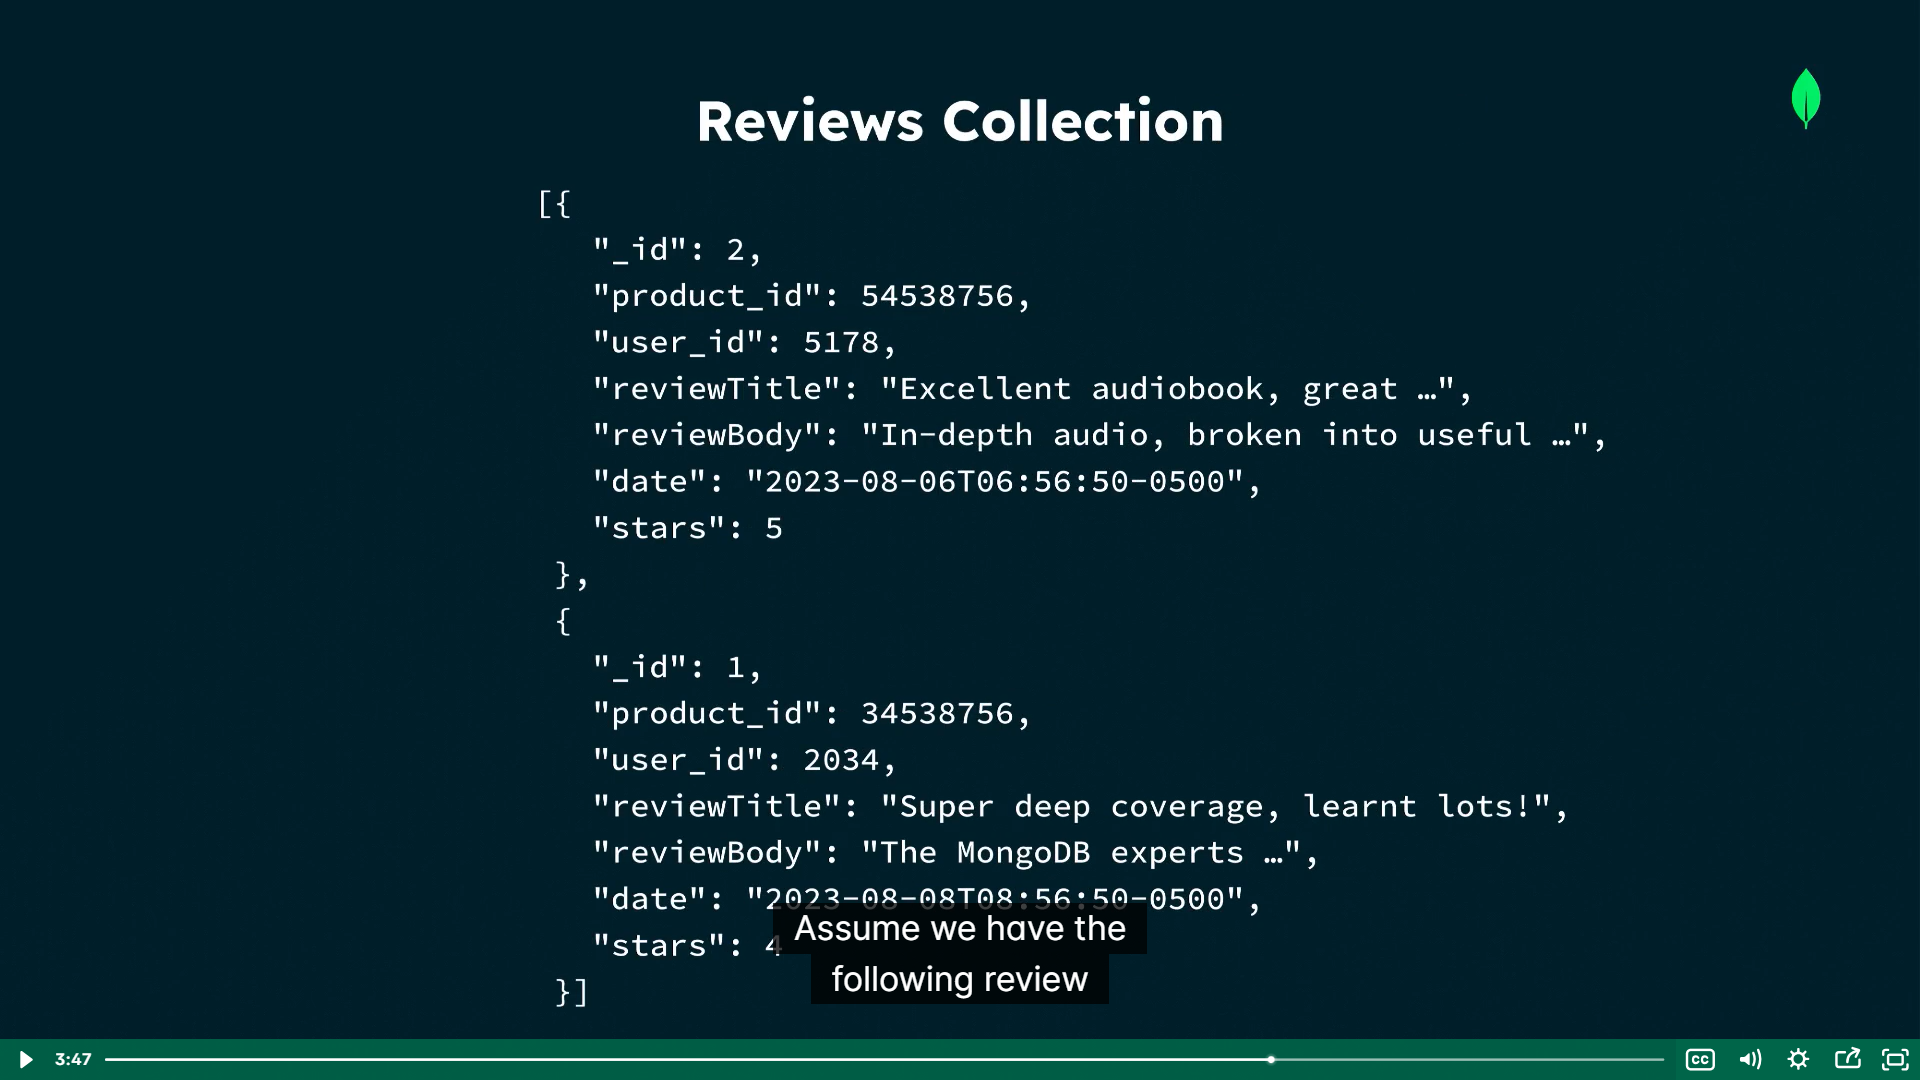 Reviews Collection
[{
"_id": 2,
"product_id": 54538756,
"user_id": 5178,
"reviewTitle": "Excellent audiobook, great …",
"reviewBody": "In-depth audio, broken into useful …",
"date": "2023-08-06T06:56:50-0500",
"stars": 5
},
{
"_id": 1,
"product_id": 34538756,
"user_id": 2034,
"reviewTitle": "Super deep coverage, learnt lots!",
"reviewBody": "The MongoDB experts …",
"date": "2023-08-08T08:56:50-0500",
"stars": 4
}]
Assume we have the
following review
3:47
CC